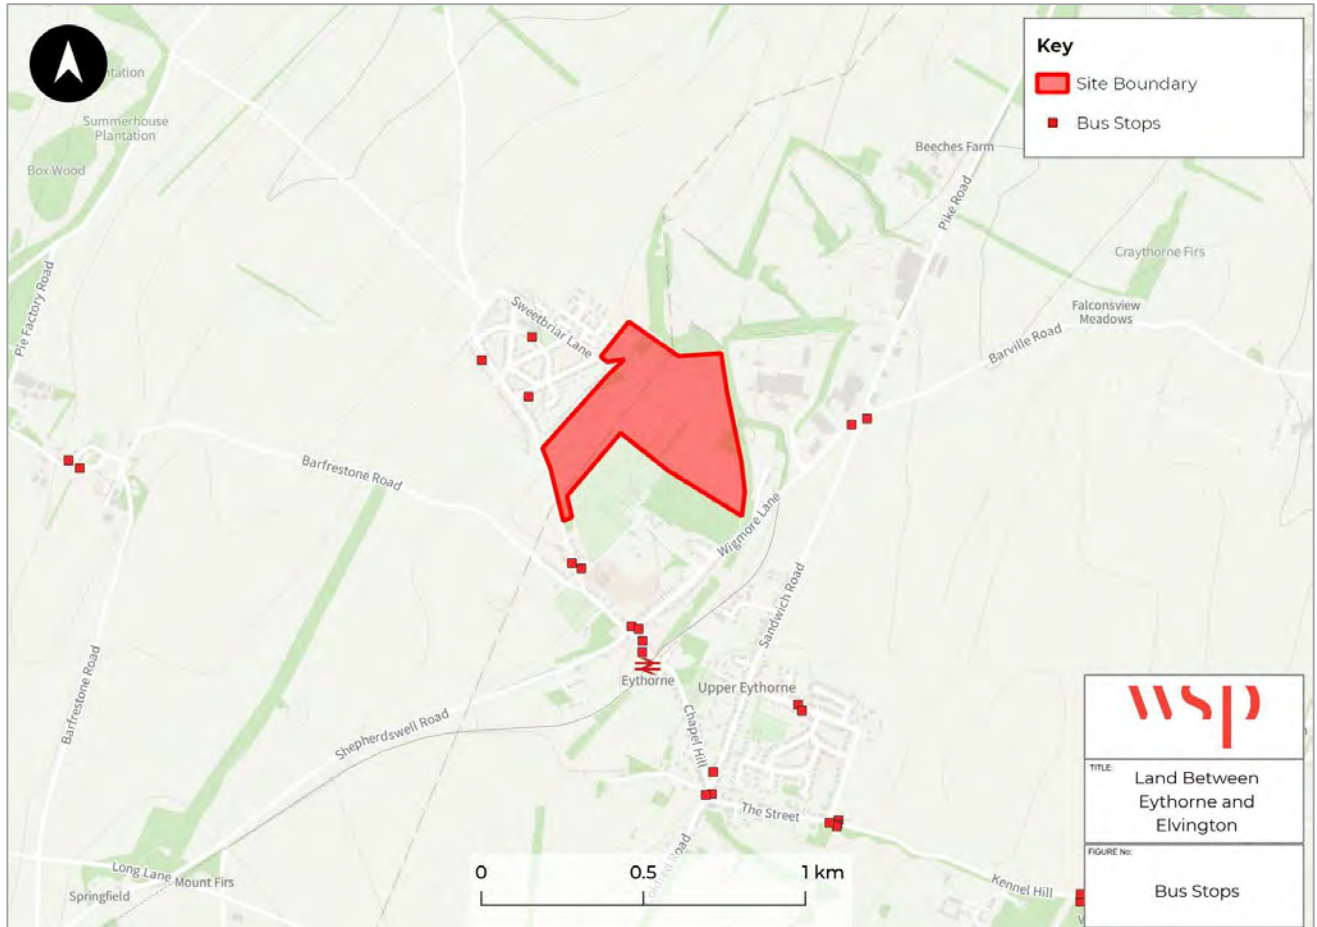 Key
Site Boundary
Bus Stops
ntation
Summerhouse
Plantation
Box Wood
Beeches Farm
Pike Road
Craythorne Firs
Falconsview
Meadows
Barville Road
Pie Factory Road
Sweetbriar Lane
Barfrestone Road
Wigmore Lane
Sandwich Road
Eythorne
Upper Eythorne
Barfrestone Road
Shepherdswell Road
Chapel Hill
The Street
Long Lane
Mount Firs
Springfield
Kennel Hill
0 0.5 1 km
wsp
TITLE:
Land Between
Eythorne and
Elvington
FIGURE No:
Bus Stops